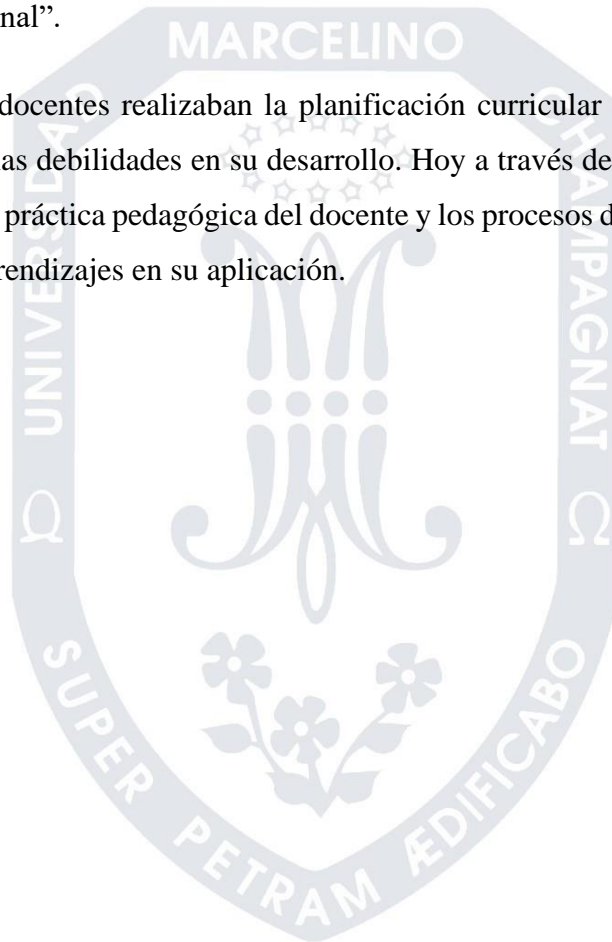 nal”.
docentes realizaban la planificación curricular
as debilidades en su desarrollo. Hoy a través de
práctica pedagógica del docente y los procesos d
rendizajes en su aplicación.
UNIVERSIDAD MARCELINO CHAMPAGNAT
Ω Ω
SUPER PETRAM ÆDIFICABO